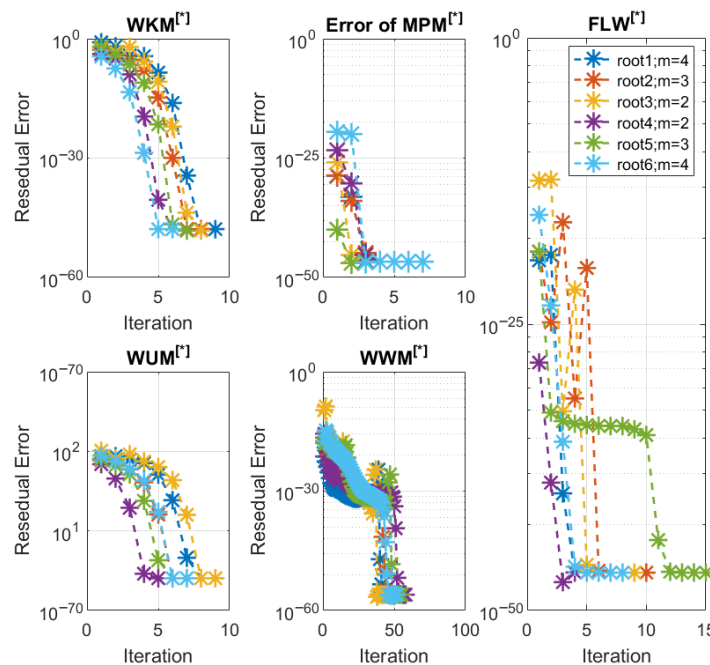 WKM[*]
Resedual Error
10^0
10^-30
10^-60
0 5 10
Iteration
Error of MPM[*]
Resedual Error
10^0
10^-25
10^-50
0 5 10
Iteration
FLW[*]
Resedual Error
10^0
10^-25
10^-50
0 5 10 15
Iteration
root1;m=4
root2;m=3
root3;m=2
root4;m=2
root5;m=3
root6;m=4
WUM[*]
Resedual Error
10^-70
10^2
10^1
10^-70
0 5 10
Iteration
WWM[*]
Resedual Error
10^0
10^-30
10^-60
0 50 100
Iteration